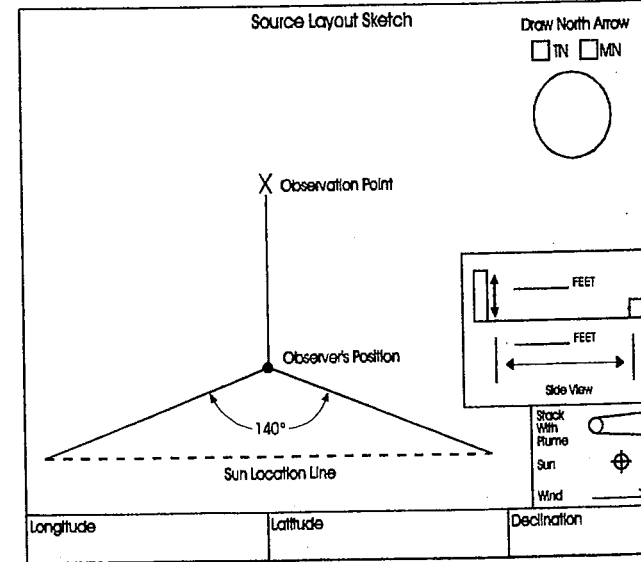 Source Layout Sketch
Draw North Arrow
TN MN
X Observation Point
FEET
FEET
Observer's Position
Side View
140°
Sun Location Line
Stack
With
Plume
Sun
Wind
Longitude
Latitude
Declination